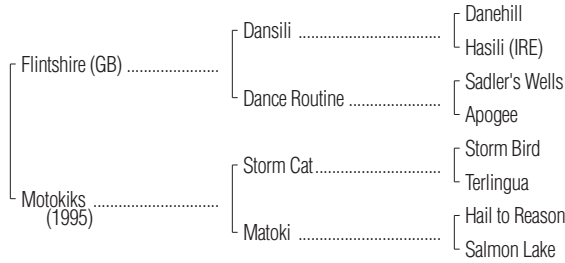 Danehill
Dansili ........................................
Hasili (IRE)
Flintshire (GB) .........................
Sadler's Wells
Dance Routine ..........................
Apogee
Storm Bird
Storm Cat ...................................
Terlingua
Motokiks ...................................
(1995)
Hail to Reason
Matoki ........................................
Salmon Lake